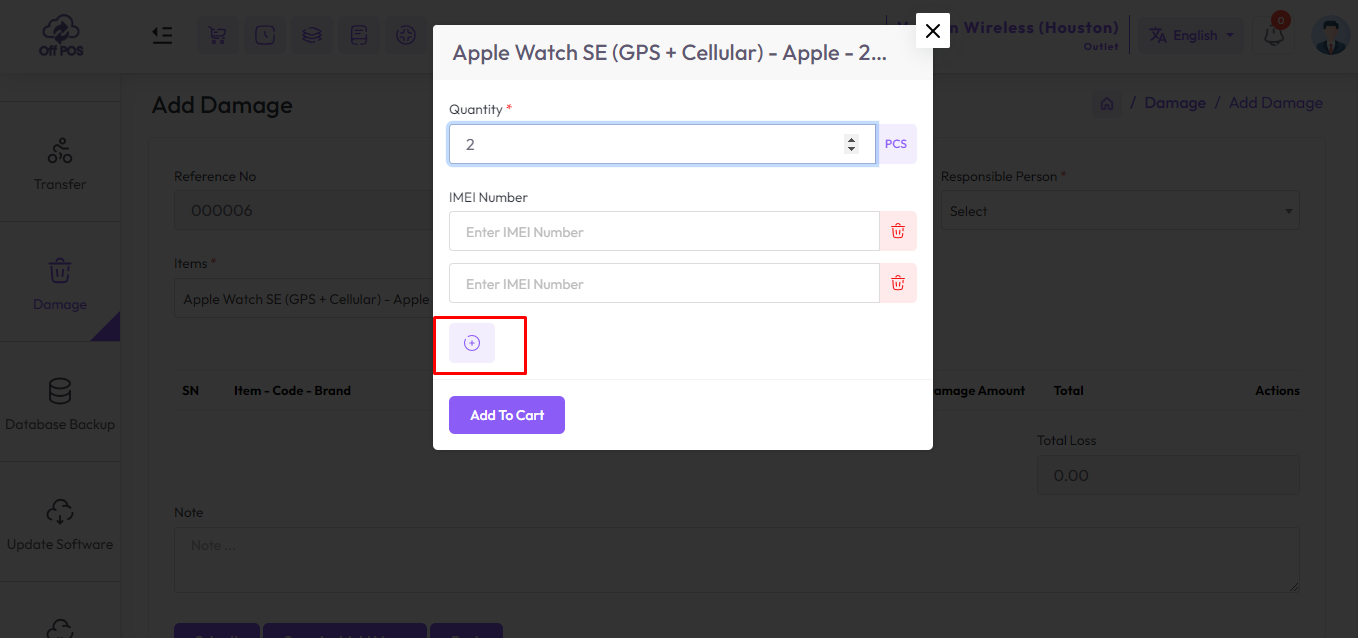 Off POS
n Wireless (Houston)
Outlet
English
0
Apple Watch SE (GPS + Cellular) - Apple - 2...
Add Damage
/ Damage / Add Damage
Quantity *
2
PCS
Transfer
Reference No
000006
Responsible Person *
Select
IMEI Number
Enter IMEI Number
Enter IMEI Number
Items *
Apple Watch SE (GPS + Cellular) - Apple
Damage
SN
Item - Code - Brand
amage Amount
Total
Actions
Database Backup
Add To Cart
Total Loss
0.00
Note
Note ...
Update Software